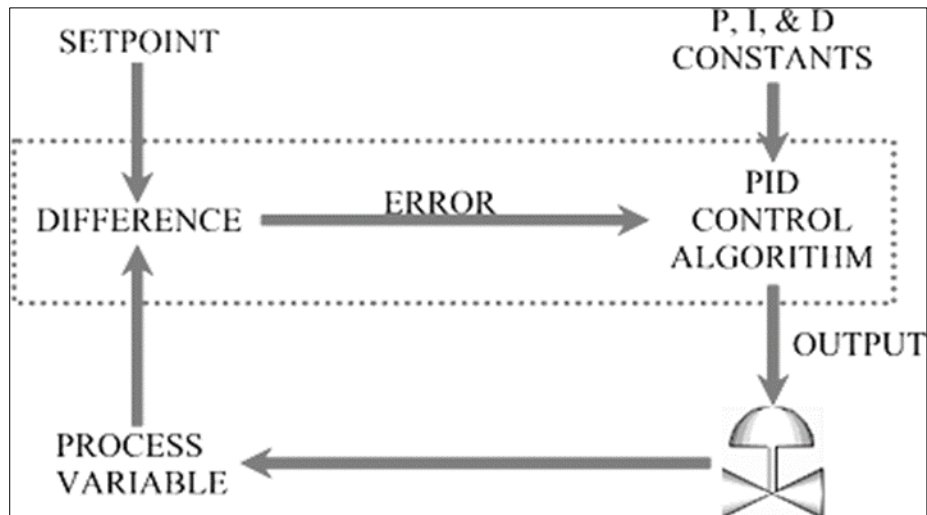 SETPOINT
P, I, & D
CONSTANTS
DIFFERENCE
ERROR
PID
CONTROL
ALGORITHM
OUTPUT
PROCESS
VARIABLE